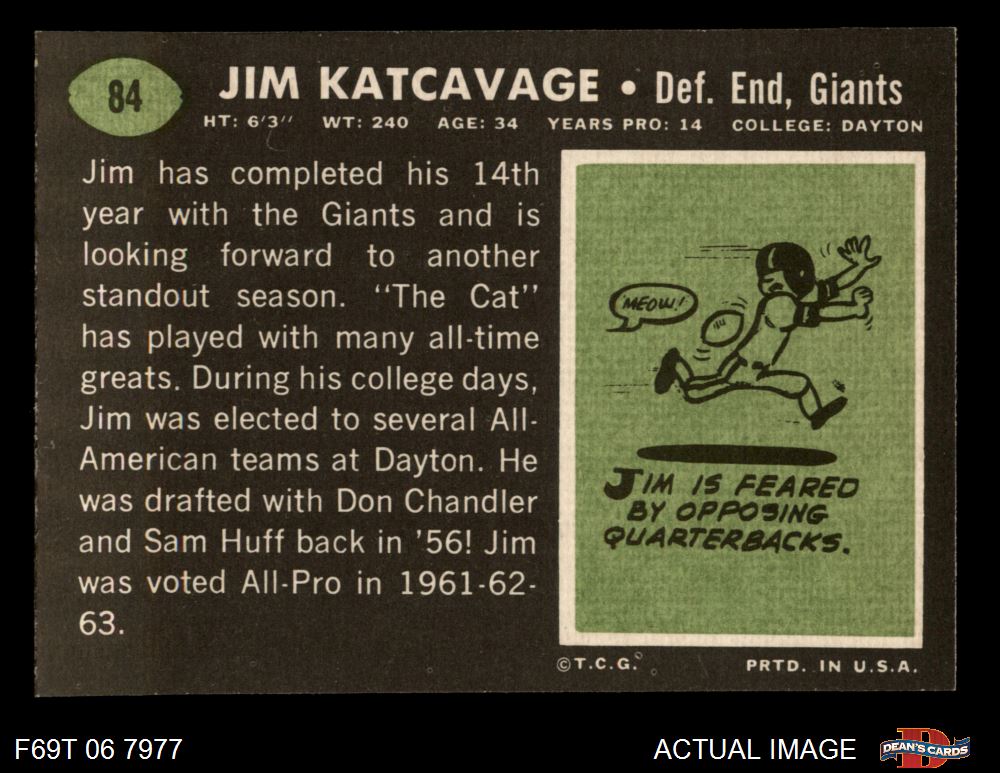 84
JIM KATCAVAGE • Def. End, Giants
HT: 6'3" WT: 240 AGE: 34 YEARS PRO: 14 COLLEGE: DAYTON
Jim has completed his 14th
year with the Giants and is
looking forward to another
standout season. "The Cat"
has played with many all-time
greats. During his college days,
Jim was elected to several All-
American teams at Dayton. He
was drafted with Don Chandler
and Sam Huff back in '56! Jim
was voted All-Pro in 1961-62-
63.
MEOW!
JIM IS FEARED
BY OPPOSING
QUARTERBACKS.
©T.C.G. PRTD. IN U.S.A.
F69T 06 7977 ACTUAL IMAGE D DEAN'S CARDS